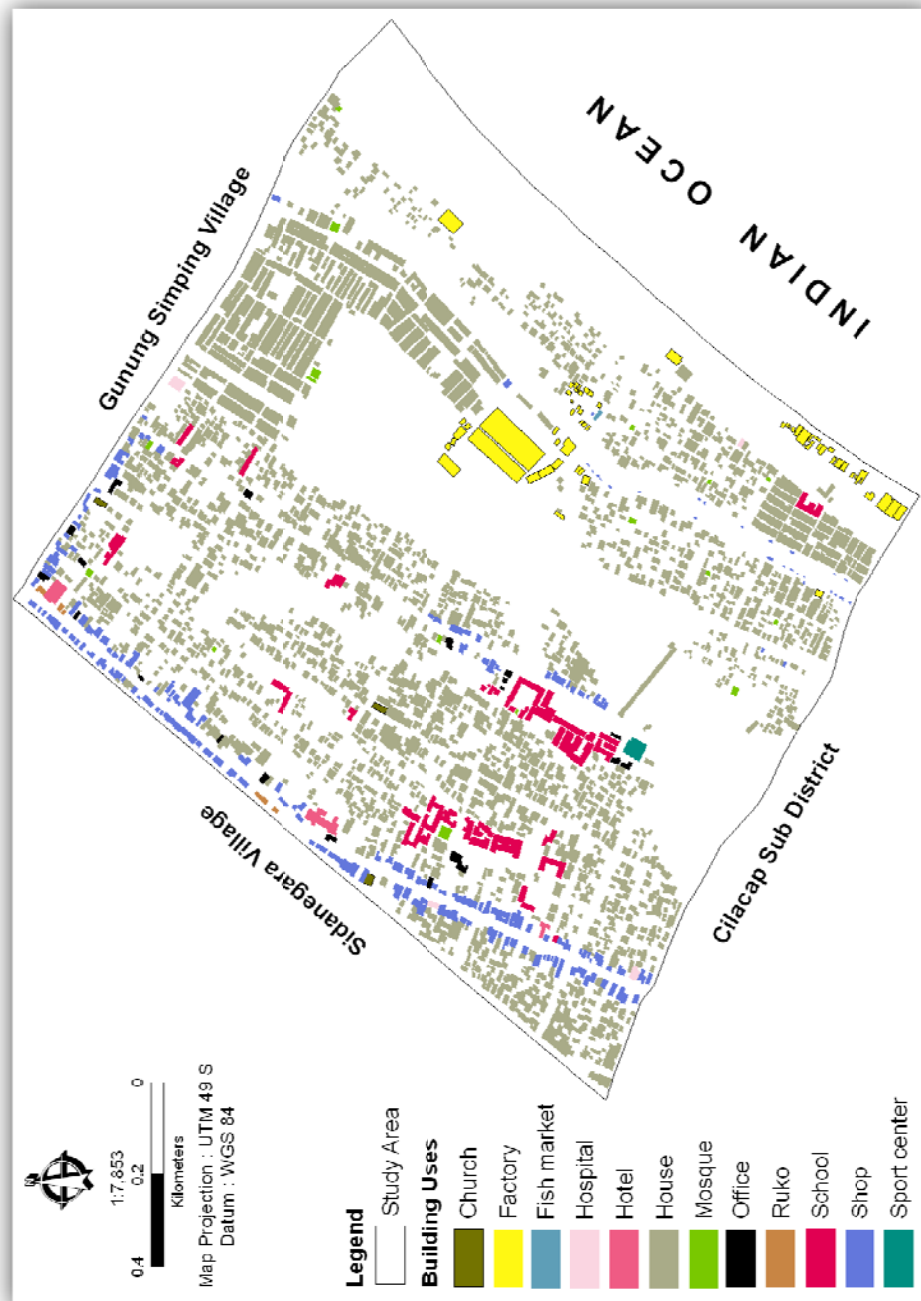 Gunung Simping Village
INDIAN OCEAN
Sidanegara Village
Cilacap Sub District
N
1:7.853
0.4 0.2 0
Kilometers
Map Projection : UTM 49 S
Datum : WGS 84
Legend
Study Area
Building Uses
Church
Factory
Fish market
Hospital
Hotel
House
Mosque
Office
Ruko
School
Shop
Sport center